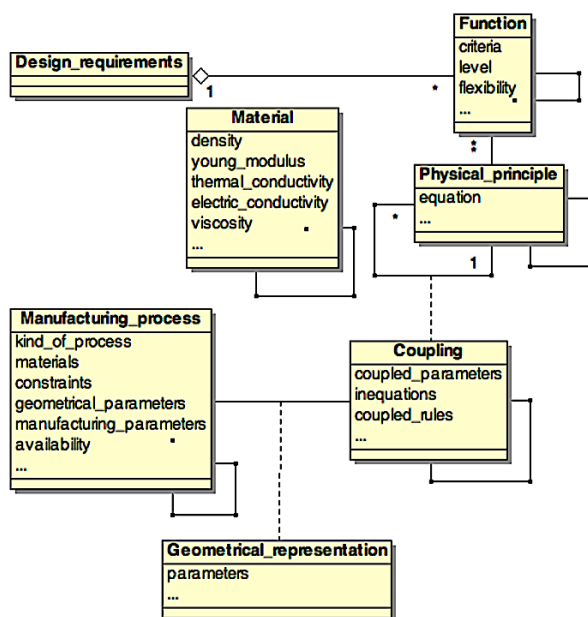 Function
criteria
level
flexibility
...
Design_requirements
1
*
Material
density
young_modulus
thermal_conductivity
electric_conductivity
viscosity
...
*
*
Physical_principle
equation
...
*
1
Manufacturing_process
kind_of_process
materials
constraints
geometrical_parameters
manufacturing_parameters
availability
...
Coupling
coupled_parameters
inequations
coupled_rules
...
Geometrical_representation
parameters
...